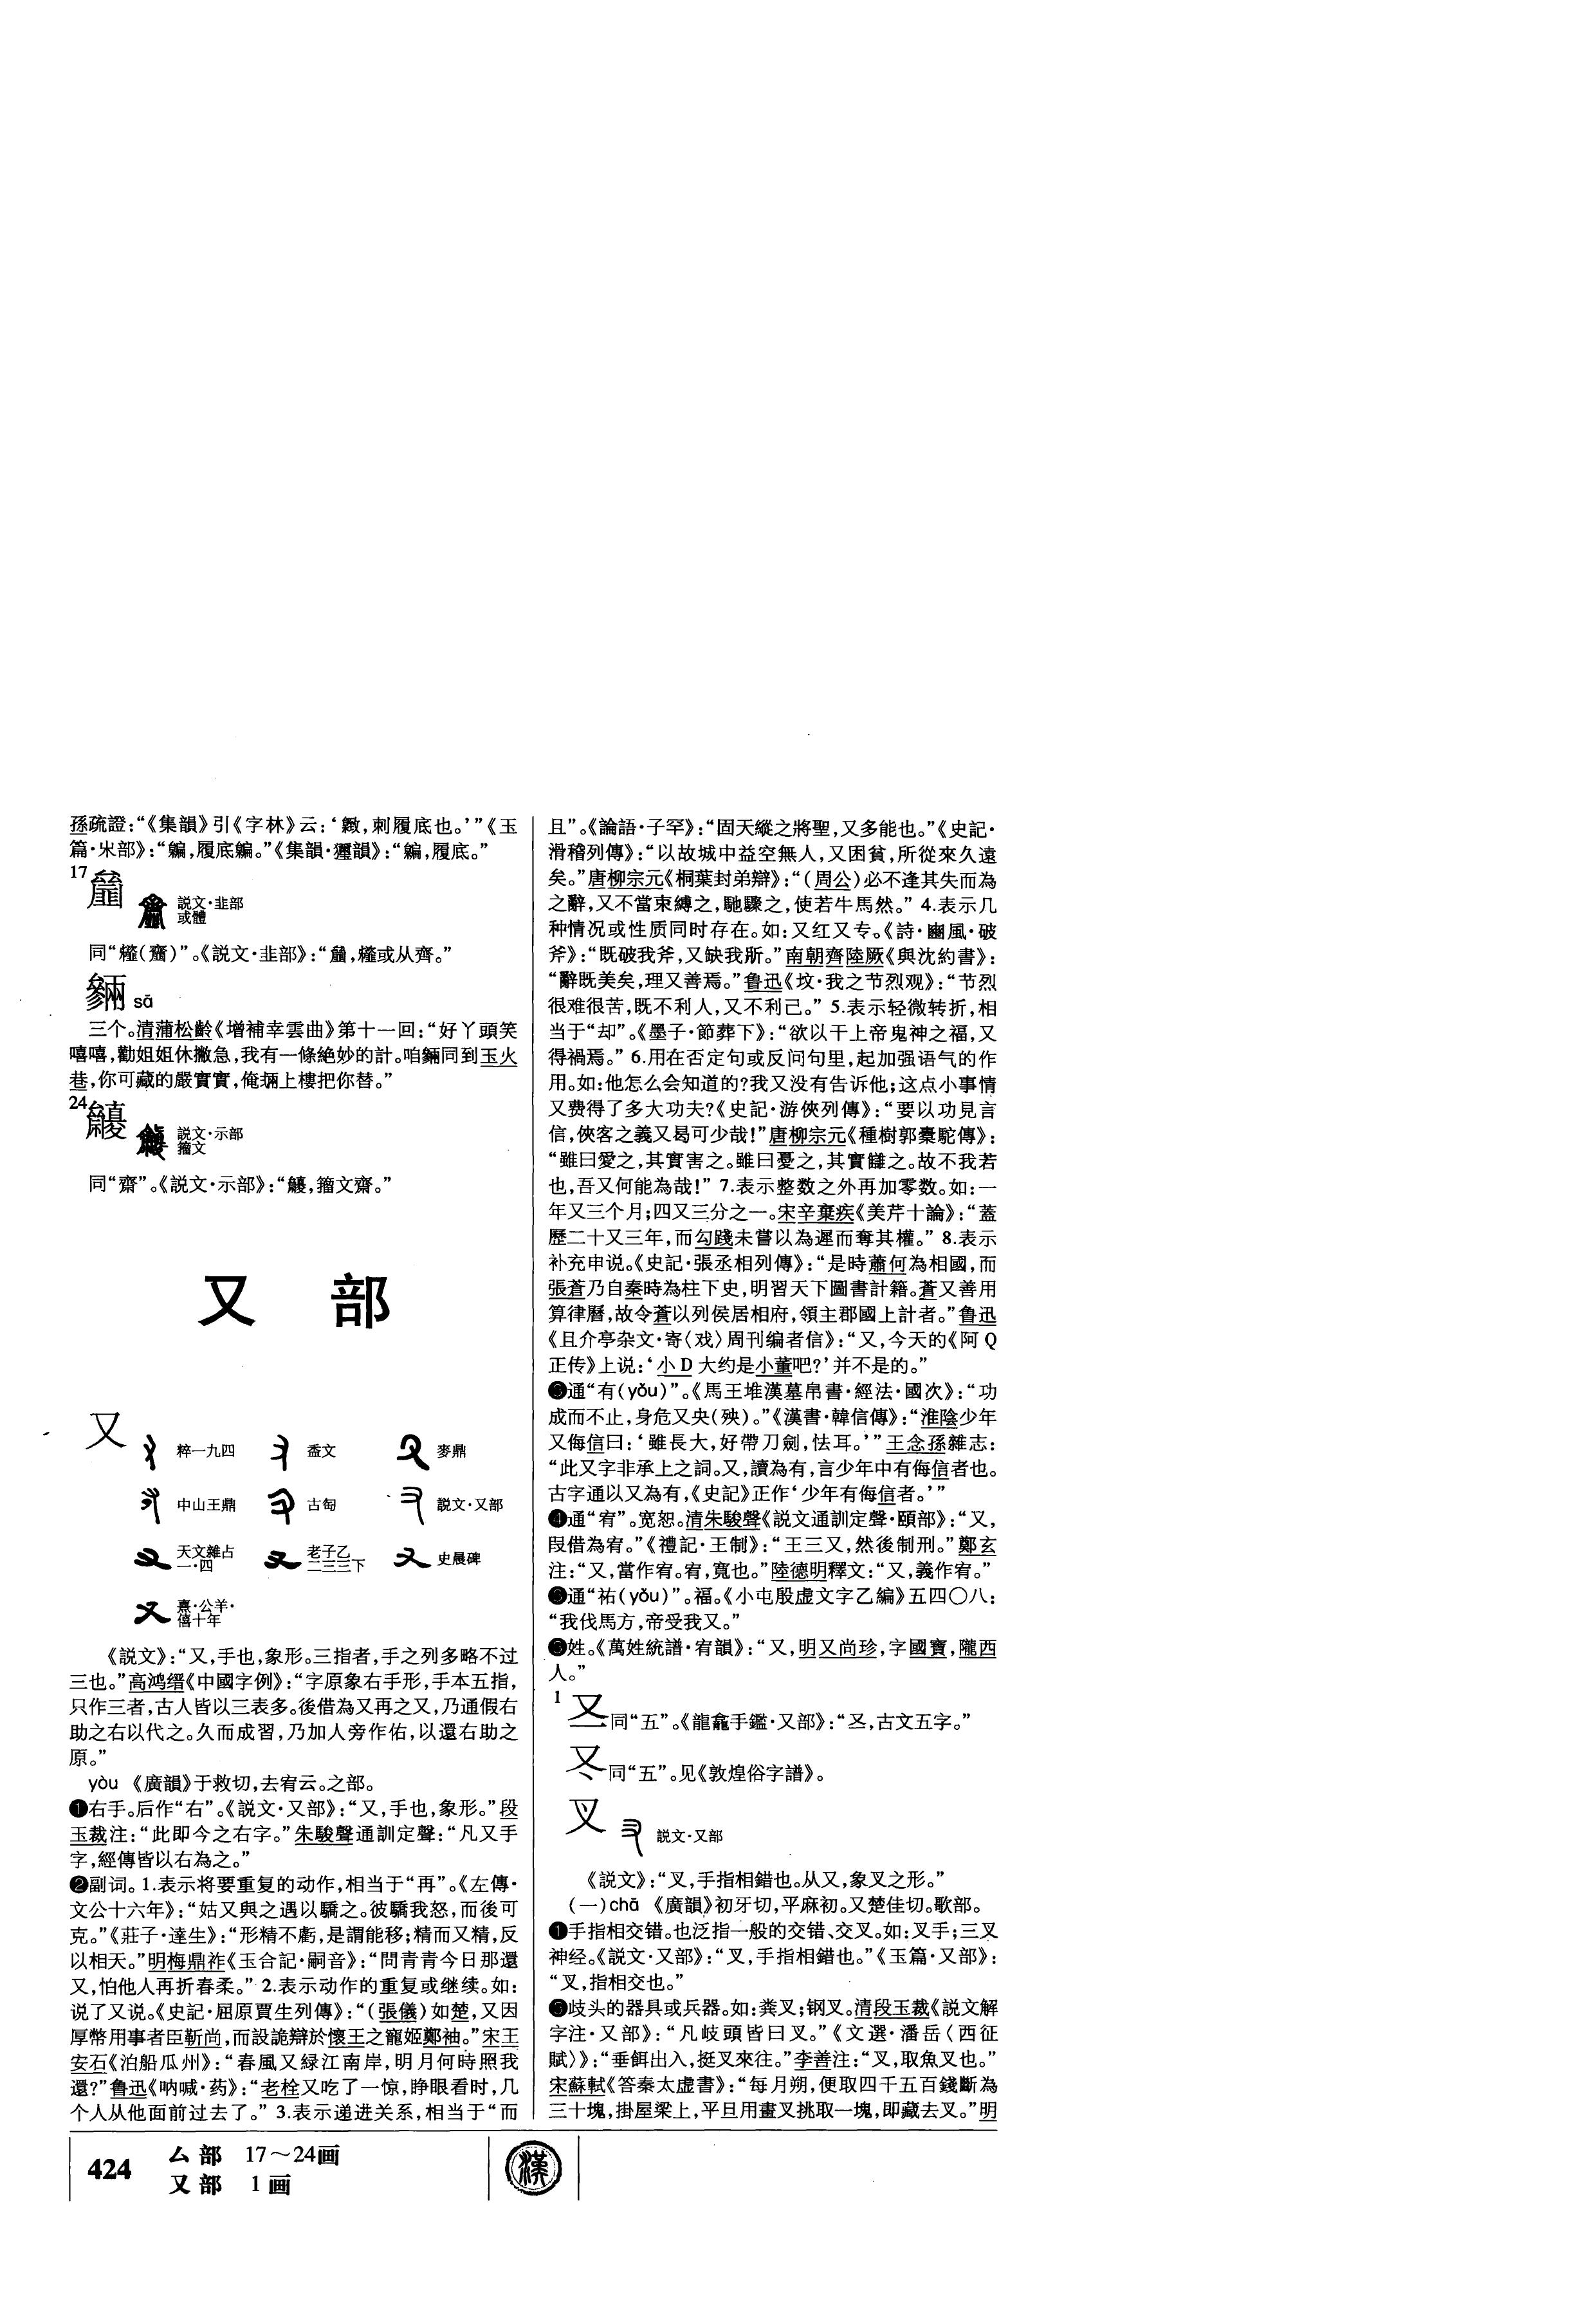 孫疏證：“《集韻》引《字林》云：‘緻，刺履底也。’”《玉
篇·𣎳部》：“㡢，履底㡢。”《集韻·玃韻》：“㡢，履底。”
17
説文·韭部
或體
同“韲(齏)”。《説文·韭部》：“，或从齊。”
sā
三个。清蒲松齡《增補幸雲曲》第十一回：“好丫頭笑
嘻嘻，勸姐姐休撇急，我有一條絶妙的計。咱同到玉火
巷，你可藏的嚴實實，俺上樓把你替。”
24
説文·示部
籀文
同“齋”。《説文·示部》：“，籀文齋。”
又 部
又
粹一九四 盉文 麥鼎
中山王鼎 古匋 説文·又部
天文雜占 老子乙 史晨碑
一·四 二三三下
熹·公羊·
僖十年
《説文》：“又，手也，象形。三指者，手之列多略不过
三也。”高鸿缙《中國字例》：“字原象右手形，手本五指，
只作三者，古人皆以三表多。後借為又再之又，乃通假右
助之右以代之。久而成習，乃加人旁作佑，以還右助之
原。”
yòu 《廣韻》于救切，去宥云。之部。
❶右手。后作“右”。《説文·又部》：“又，手也，象形。”段
玉裁注：“此即今之右字。”朱駿聲通訓定聲：“凡又手
字，經傳皆以右為之。”
❷副词。1.表示将要重复的动作，相当于“再”。《左傳·
文公十六年》：“姑又與之遇以驕之。彼驕我怒，而後可
克。”《莊子·達生》：“形精不虧，是謂能移；精而又精，反
以相天。”明梅鼎祚《玉合記·嗣音》：“問青青今日那還
又，怕他人再折春柔。” 2.表示动作的重复或继续。如：
说了又说。《史記·屈原賈生列傳》：“(張儀)如楚，又因
厚幣用事者臣靳尚，而設詭辯於懷王之寵姬鄭袖。”宋王
安石《泊船瓜州》：“春風又緑江南岸，明月何時照我
還？”鲁迅《呐喊·药》：“老栓又吃了一惊，睁眼看时，几
个人从他面前过去了。” 3.表示递进关系，相当于“而
且”。《論語·子罕》：“固天縱之將聖，又多能也。”《史記·
滑稽列傳》：“以故城中益空無人，又困貧，所從來久遠
矣。”唐柳宗元《桐葉封弟辯》：“(周公)必不逢其失而為
之辭，又不當束縛之，馳驟之，使若牛馬然。” 4.表示几
种情况或性质同时存在。如：又红又专。《詩·豳風·破
斧》：“既破我斧，又缺我斨。”南朝齊陸厥《與沈約書》：
“辭既美矣，理又善焉。”鲁迅《坟·我之节烈观》：“节烈
很难很苦，既不利人，又不利己。” 5.表示轻微转折，相
当于“却”。《墨子·節葬下》：“欲以干上帝鬼神之福，又
得禍焉。” 6.用在否定句或反问句里，起加强语气的作
用。如：他怎么会知道的？我又没有告诉他；这点小事情
又费得了多大功夫？《史記·游俠列傳》：“要以功見言
信，俠客之義又曷可少哉！”唐柳宗元《種樹郭橐駝傳》：
“雖曰愛之，其實害之。雖曰憂之，其實讎之。故不我若
也，吾又何能為哉！” 7.表示整数之外再加零数。如：一
年又三个月；四又三分之一。宋辛棄疾《美芹十論》：“蓋
歷二十又三年，而勾踐未嘗以為遲而奪其權。” 8.表示
补充申说。《史記·張丞相列傳》：“是時蕭何為相國，而
張蒼乃自秦時為柱下史，明習天下圖書計籍。蒼又善用
算律曆，故令蒼以列侯居相府，領主郡國上計者。”鲁迅
《且介亭杂文·寄〈戏〉周刊编者信》：“又，今天的《阿 Q
正传》上说：‘小 D 大约是小董吧？’并不是的。”
❸通“有(yǒu)”。《馬王堆漢墓帛書·經法·國次》：“功
成而不止，身危又央(殃)。”《漢書·韓信傳》：“淮陰少年
又侮信曰：‘雖長大，好帶刀劍，怯耳。’”王念孫雜志：
“此又字非承上之詞。又，讀為有，言少年中有侮信者也。
古字通以又為有，《史記》正作‘少年有侮信者。’”
❹通“宥”。宽恕。清朱駿聲《説文通訓定聲·頤部》：“又，
叚借為宥。”《禮記·王制》：“王三又，然後制刑。”鄭玄
注：“又，當作宥。宥，寬也。”陸德明釋文：“又，義作宥。”
❺通“祐(yǒu)”。福。《小屯殷虚文字乙編》五四〇八：
“我伐馬方，帝受我又。”
❻姓。《萬姓統譜·宥韻》：“又，明又尚珍，字國寶，隴西
人。”
1
㕛同“五”。《龍龕手鑑·又部》：“，古文五字。”
同“五”。见《敦煌俗字譜》。
叉
説文·又部
《説文》：“叉，手指相錯也。从又，象叉之形。”
(一)chā 《廣韻》初牙切，平麻初。又楚佳切。歌部。
❶手指相交错。也泛指一般的交错、交叉。如：叉手；三叉
神经。《説文·又部》：“叉，手指相錯也。”《玉篇·又部》：
“叉，指相交也。”
❷歧头的器具或兵器。如：粪叉；钢叉。清段玉裁《説文解
字注·又部》：“凡岐頭皆曰叉。”《文選·潘岳〈西征
賦〉》：“垂餌出入，挺叉來往。”李善注：“叉，取魚叉也。”
宋蘇軾《答秦太虚書》：“每月朔，便取四千五百錢斷為
三十塊，掛屋梁上，平旦用畫叉挑取一塊，即藏去叉。”明
424
厶部 17～24画
又部 1画
漢